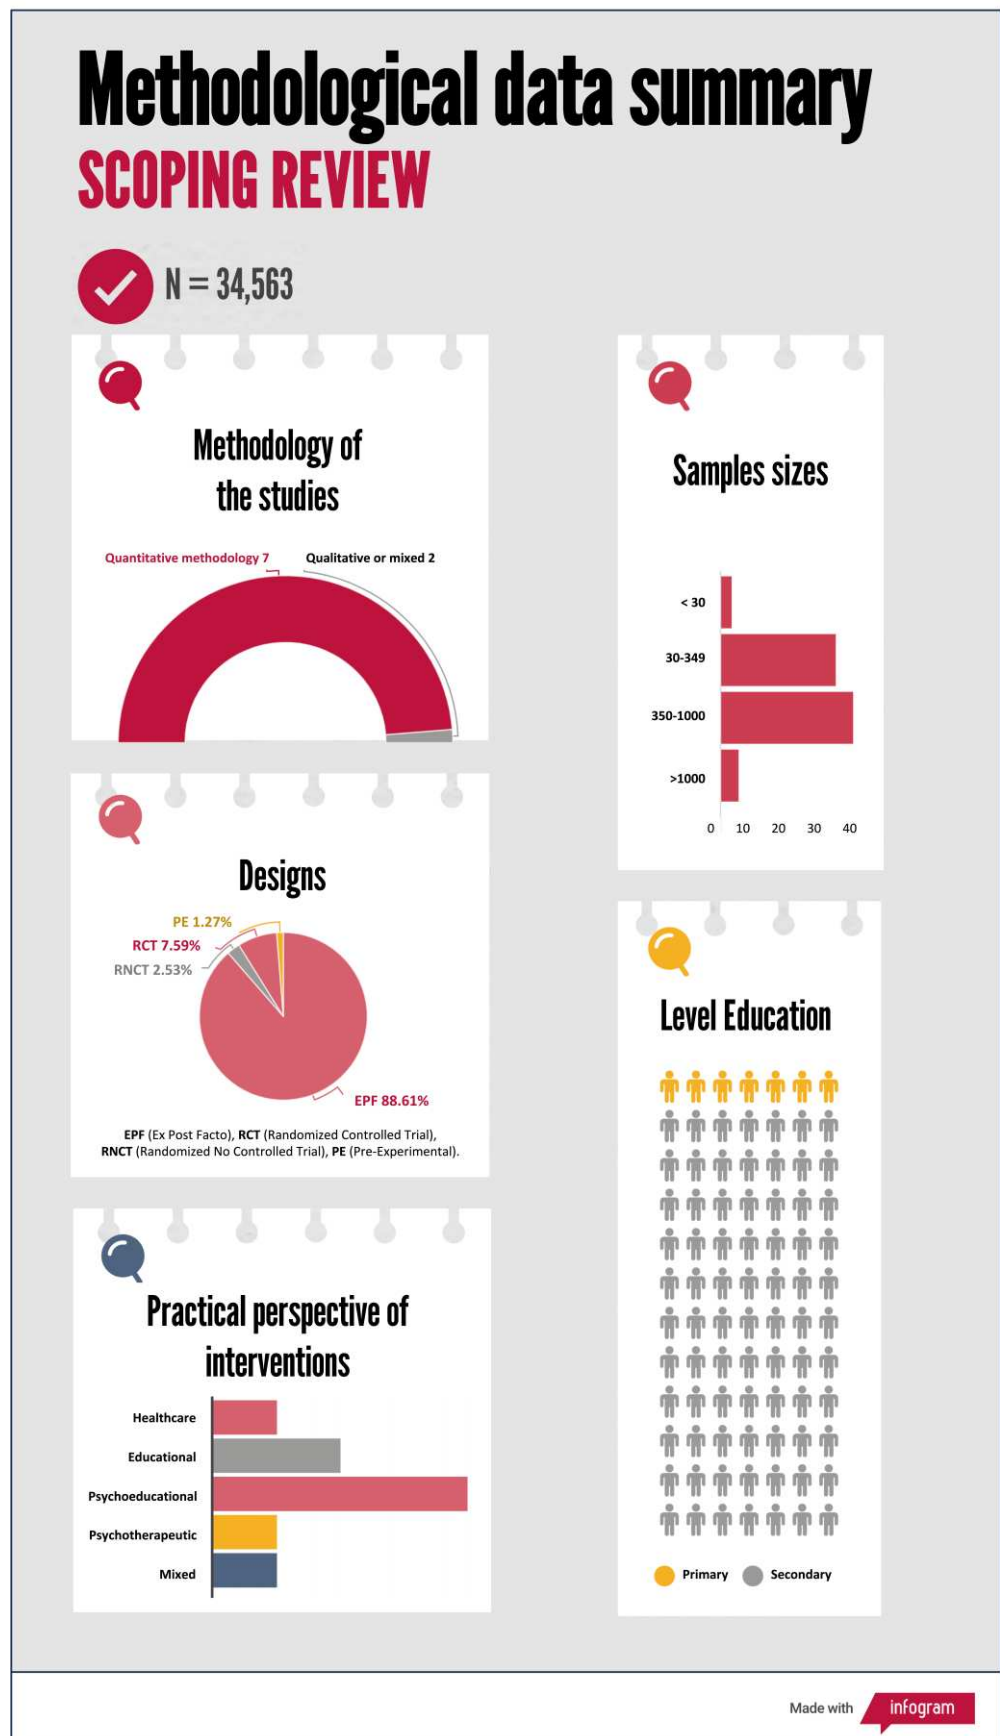 Methodological data summary
SCOPING REVIEW
N = 34,563
Methodology of
the studies
Quantitative methodology 7
Qualitative or mixed 2
Designs
PE 1.27%
RCT 7.59%
RNCT 2.53%
EPF 88.61%
EPF (Ex Post Facto), RCT (Randomized Controlled Trial),
RNCT (Randomized No Controlled Trial), PE (Pre-Experimental).
Practical perspective of
interventions
Healthcare
Educational
Psychoeducational
Psychotherapeutic
Mixed
Samples sizes
< 30
30-349
350-1000
>1000
0 10 20 30 40
Level Education
Primary Secondary
Made with infogram